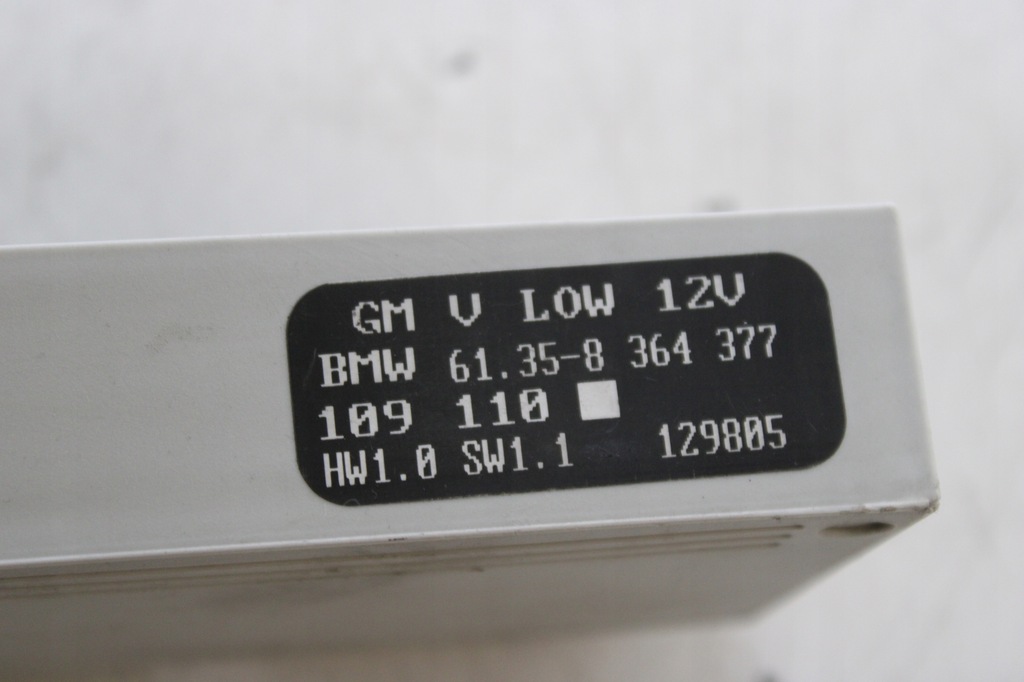 GM V LOW 12V
BMW 61.35-8 364 377
109 110
HW1.0 SW1.1 129805